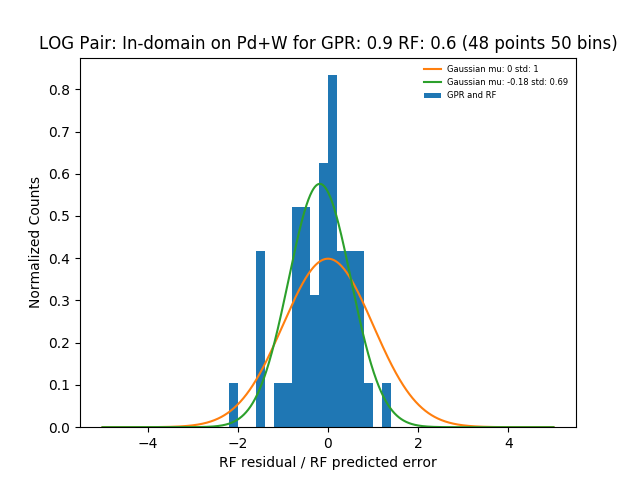 LOG Pair: In-domain on Pd+W for GPR: 0.9 RF: 0.6 (48 points 50 bins)
Gaussian mu: 0 std: 1
Gaussian mu: -0.18 std: 0.69
GPR and RF
Normalized Counts
0.8
0.7
0.6
0.5
0.4
0.3
0.2
0.1
0.0
−4
−2
0
2
4
RF residual / RF predicted error